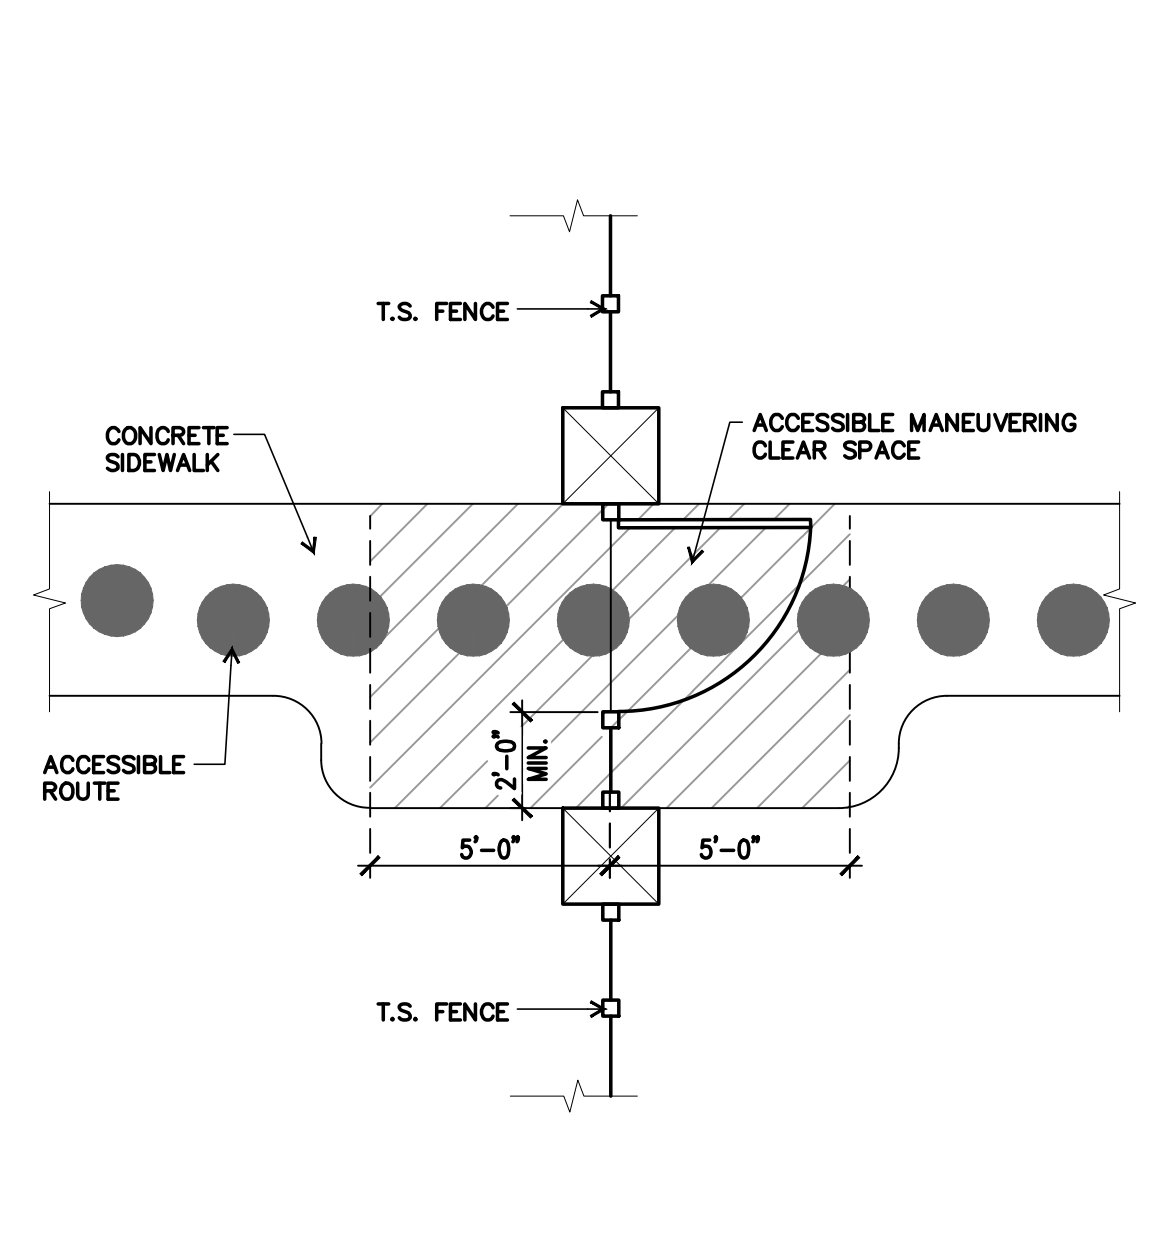 T.S. FENCE
CONCRETE
SIDEWALK
ACCESSIBLE MANEUVERING
CLEAR SPACE
ACCESSIBLE
ROUTE
2'-0"
MIN.
5'-0"
5'-0"
T.S. FENCE